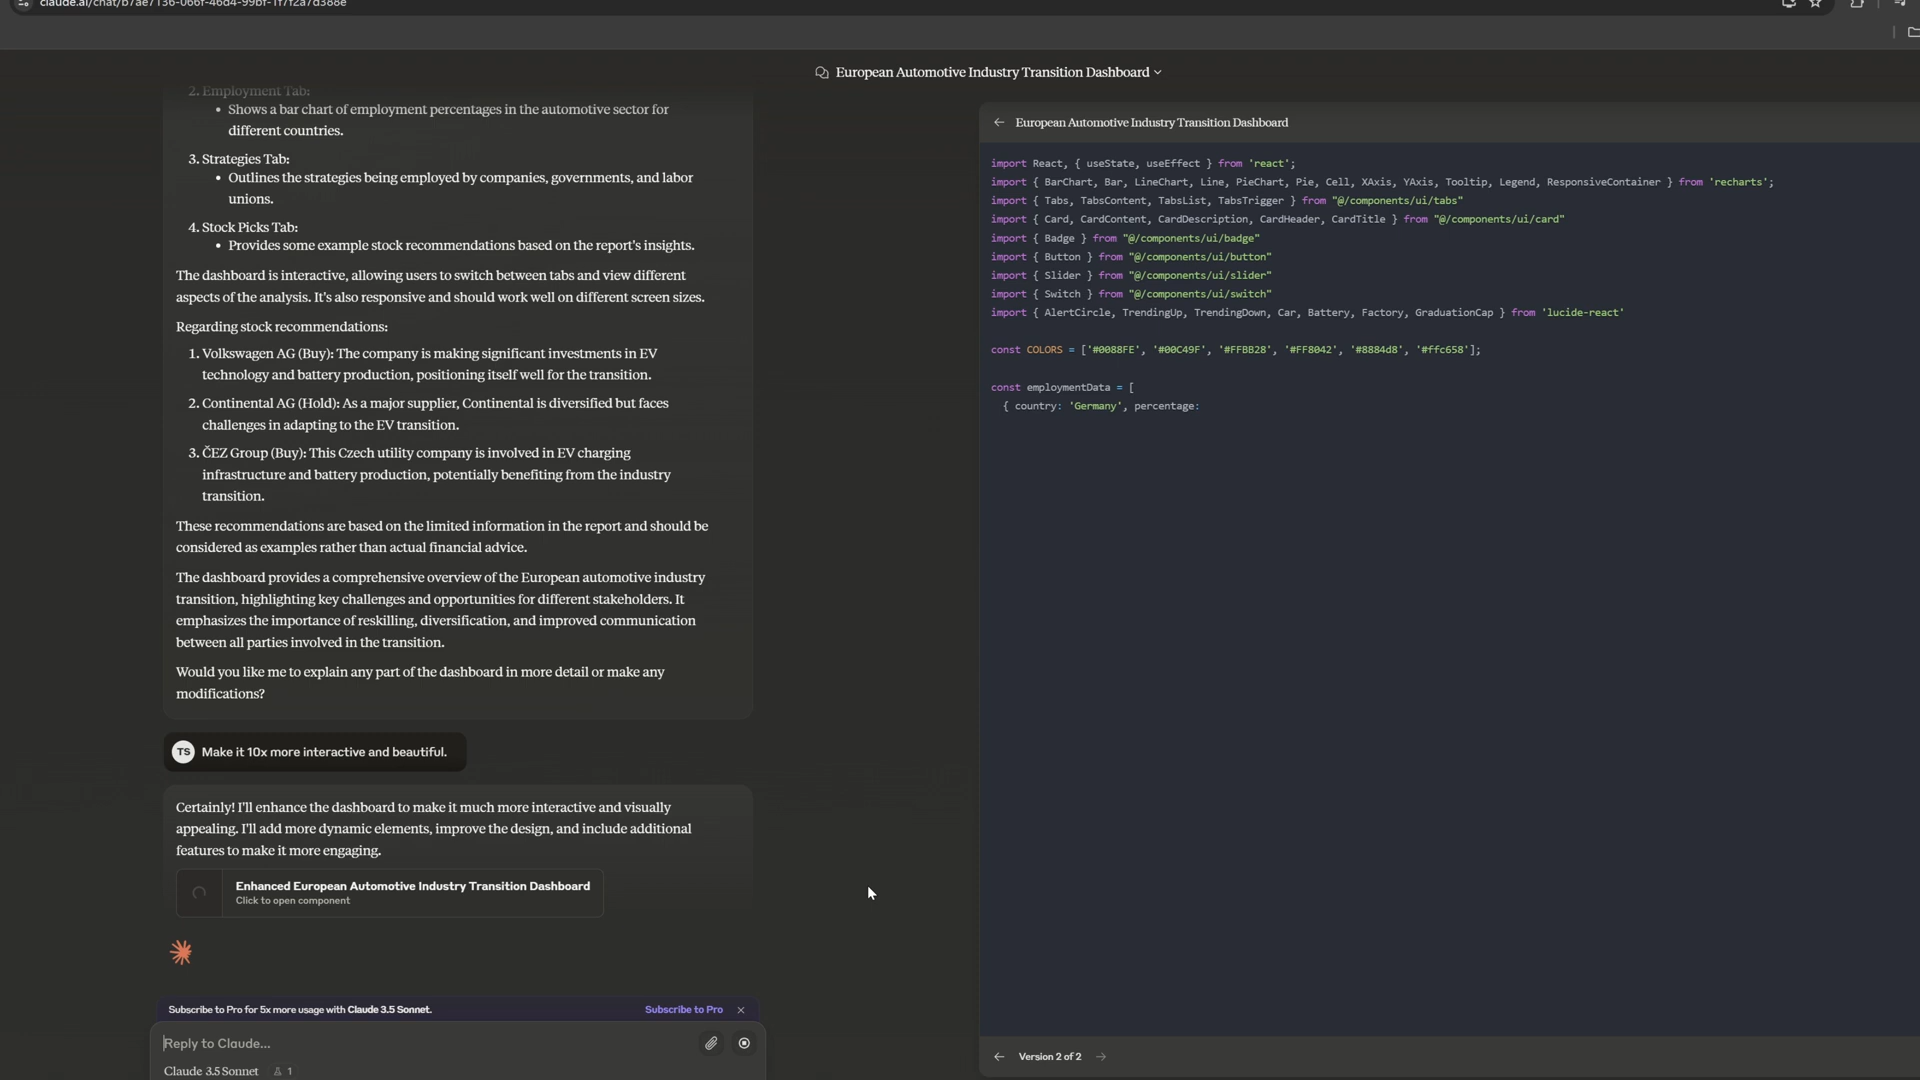 claude.ai/chat/b7ae7136-066f-46d4-99bf-1f7f2a7d388e
European Automotive Industry Transition Dashboard
2. Employment Tab:
• Shows a bar chart of employment percentages in the automotive sector for
different countries.
3. Strategies Tab:
• Outlines the strategies being employed by companies, governments, and labor
unions.
4. Stock Picks Tab:
• Provides some example stock recommendations based on the report's insights.
The dashboard is interactive, allowing users to switch between tabs and view different
aspects of the analysis. It's also responsive and should work well on different screen sizes.
Regarding stock recommendations:
1. Volkswagen AG (Buy): The company is making significant investments in EV
technology and battery production, positioning itself well for the transition.
2. Continental AG (Hold): As a major supplier, Continental is diversified but faces
challenges in adapting to the EV transition.
3. ČEZ Group (Buy): This Czech utility company is involved in EV charging
infrastructure and battery production, potentially benefiting from the industry
transition.
These recommendations are based on the limited information in the report and should be
considered as examples rather than actual financial advice.
The dashboard provides a comprehensive overview of the European automotive industry
transition, highlighting key challenges and opportunities for different stakeholders. It
emphasizes the importance of reskilling, diversification, and improved communication
between all parties involved in the transition.
Would you like me to explain any part of the dashboard in more detail or make any
modifications?
TS Make it 10x more interactive and beautiful.
Certainly! I'll enhance the dashboard to make it much more interactive and visually
appealing. I'll add more dynamic elements, improve the design, and include additional
features to make it more engaging.
Enhanced European Automotive Industry Transition Dashboard
Click to open component
Subscribe to Pro for 5x more usage with Claude 3.5 Sonnet.
Subscribe to Pro
Reply to Claude...
Claude 3.5 Sonnet 1
European Automotive Industry Transition Dashboard
import React, { useState, useEffect } from 'react';
import { BarChart, Bar, LineChart, Line, PieChart, Pie, Cell, XAxis, YAxis, Tooltip, Legend, ResponsiveContainer } from 'recharts';
import { Tabs, TabsContent, TabsList, TabsTrigger } from "@/components/ui/tabs"
import { Card, CardContent, CardDescription, CardHeader, CardTitle } from "@/components/ui/card"
import { Badge } from "@/components/ui/badge"
import { Button } from "@/components/ui/button"
import { Slider } from "@/components/ui/slider"
import { Switch } from "@/components/ui/switch"
import { AlertCircle, TrendingUp, TrendingDown, Car, Battery, Factory, GraduationCap } from 'lucide-react'
const COLORS = ['#0088FE', '#00C49F', '#FFBB28', '#FF8042', '#8884d8', '#ffc658'];
const employmentData = [
{ country: 'Germany', percentage:
Version 2 of 2